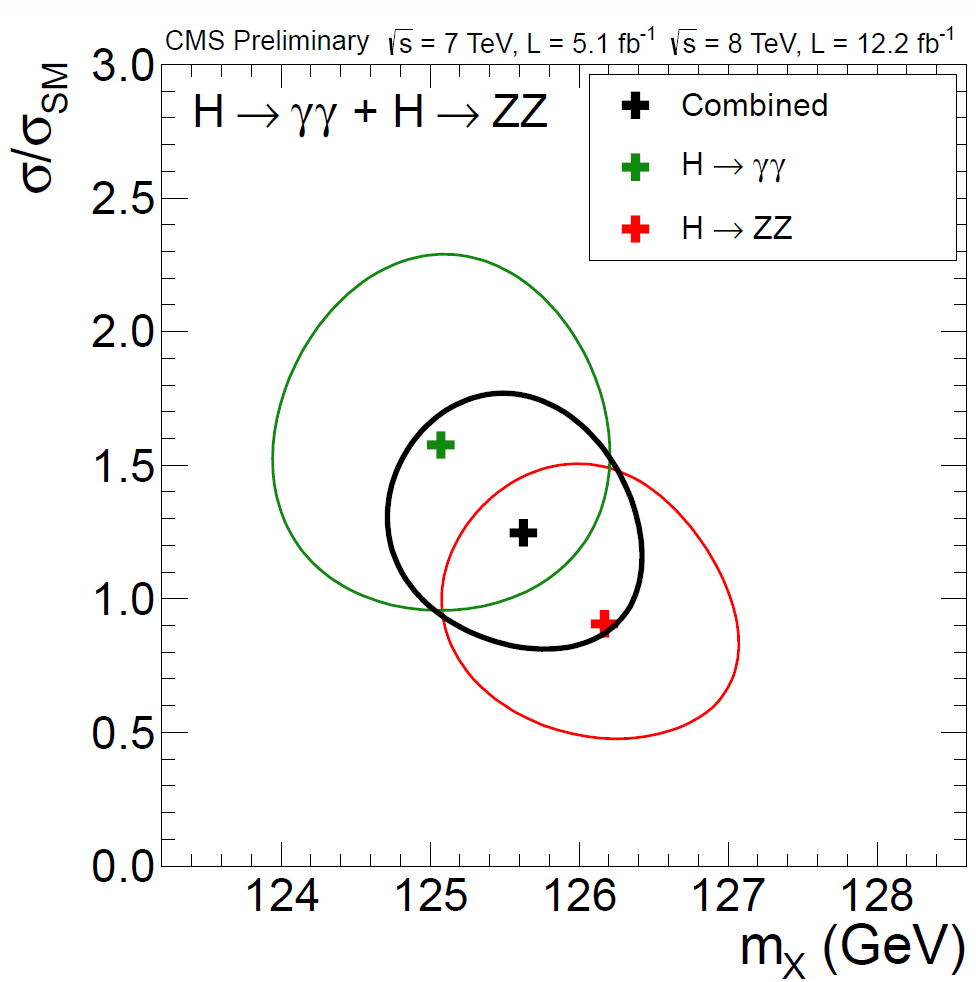 CMS Preliminary √s = 7 TeV, L = 5.1 fb⁻¹ √s = 8 TeV, L = 12.2 fb⁻¹
H → γγ + H → ZZ
Combined
H → γγ
H → ZZ
σ/σSM
3.0
2.5
2.0
1.5
1.0
0.5
0.0
124 125 126 127 128
mX (GeV)